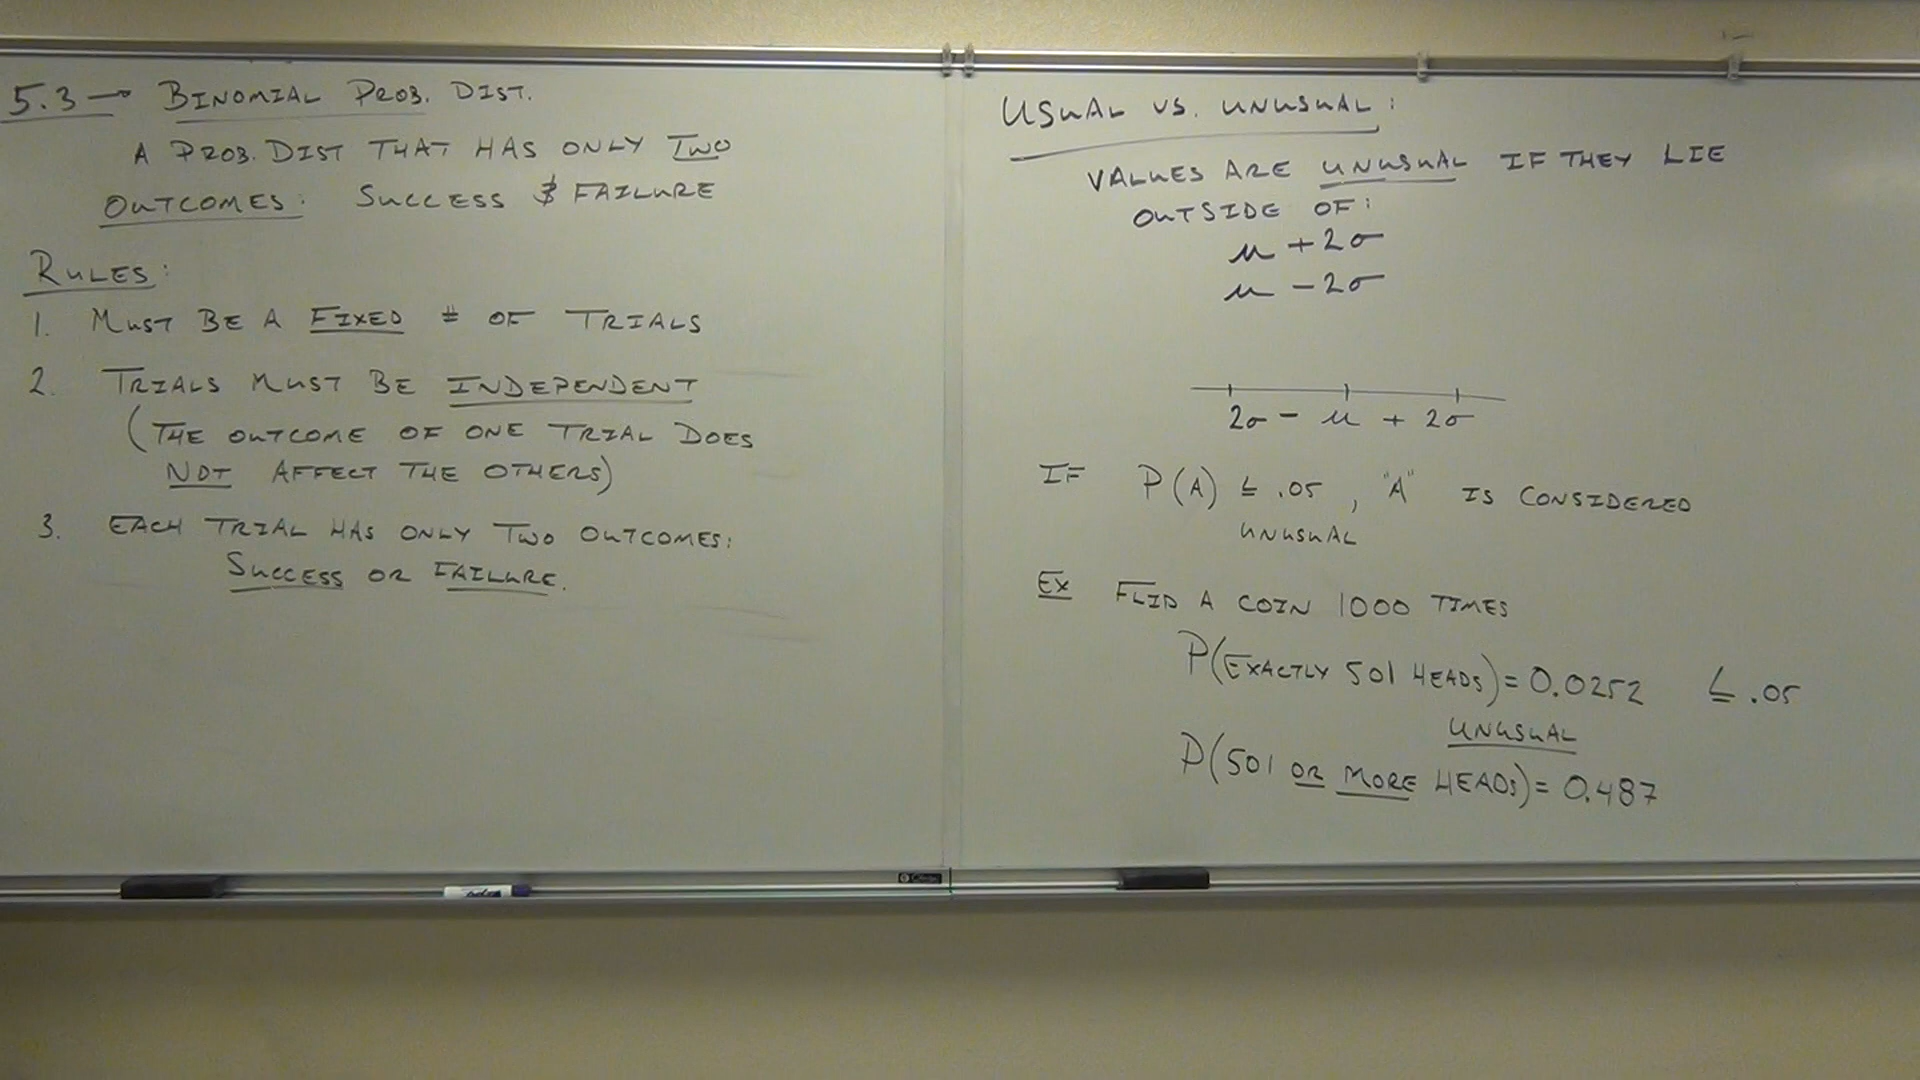 5.3 → BINOMIAL PROB. DIST.
A PROB. DIST THAT HAS ONLY TWO
OUTCOMES: SUCCESS & FAILURE
RULES:
1. MUST BE A FIXED # OF TRIALS
2. TRIALS MUST BE INDEPENDENT
(THE OUTCOME OF ONE TRIAL DOES
NOT AFFECT THE OTHERS)
3. EACH TRIAL HAS ONLY TWO OUTCOMES:
SUCCESS OR FAILURE.
USUAL VS. UNUSUAL:
VALUES ARE UNUSUAL IF THEY LIE
OUTSIDE OF:
μ + 2σ
μ - 2σ
2σ - μ + 2σ
IF P(A) ≤ .05, "A" IS CONSIDERED
UNUSUAL
EX FLIP A COIN 1000 TIMES
P(EXACTLY 501 HEADS) = 0.0252 ≤ .05
UNUSUAL
P(501 OR MORE HEADS) = 0.487